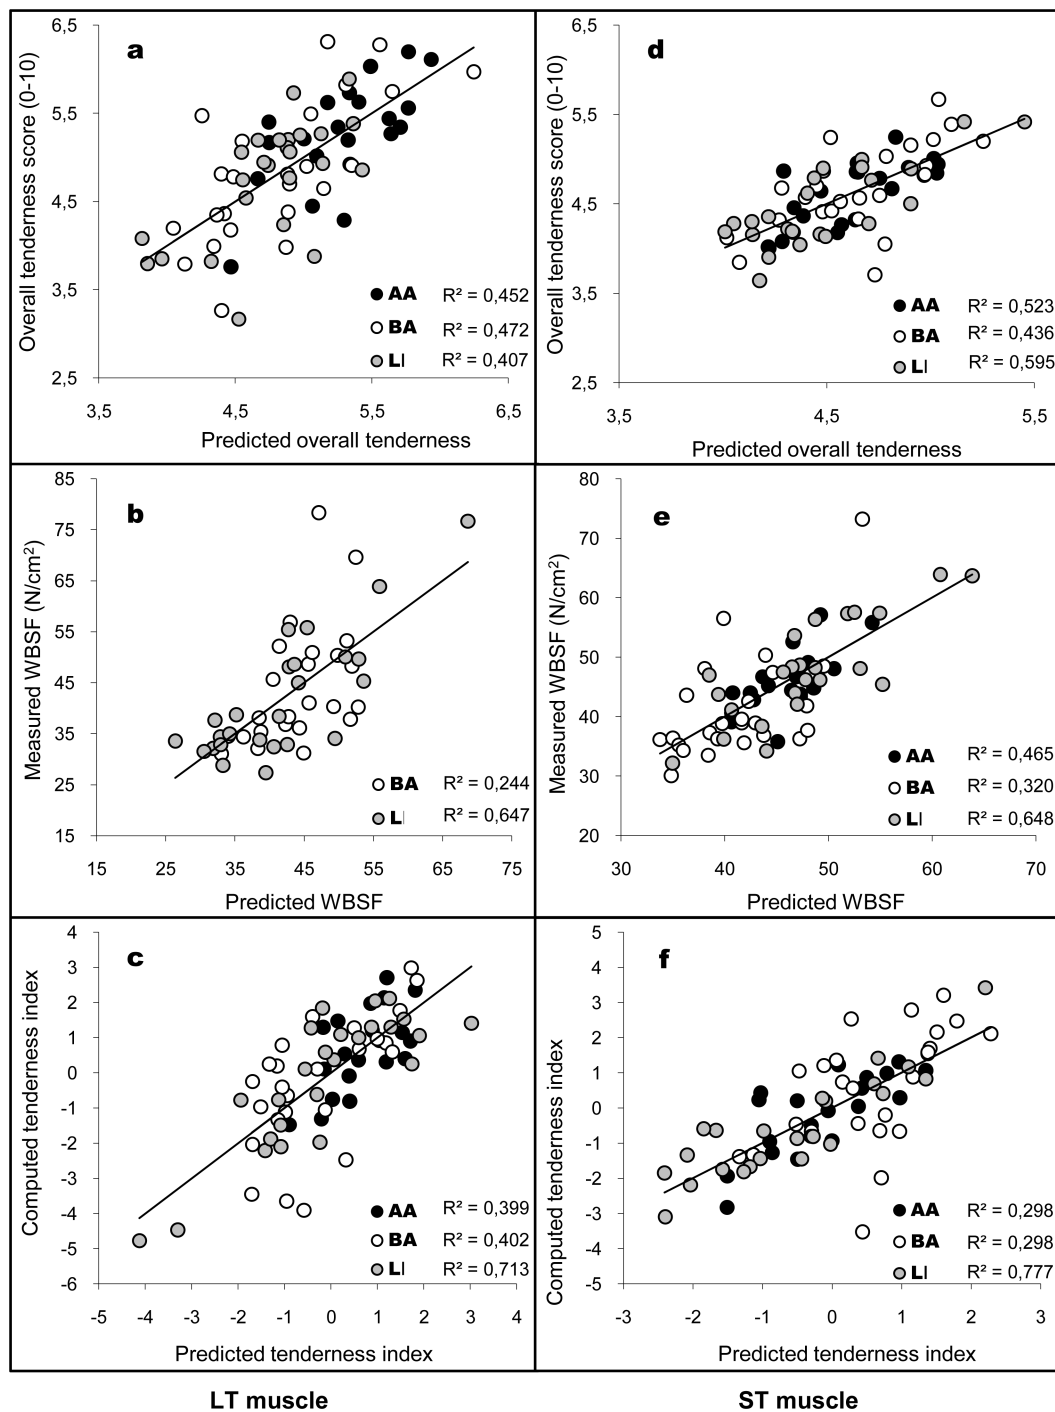 a
Overall tenderness score (0-10)
6,5
5,5
4,5
3,5
2,5
AA R² = 0,452
BA R² = 0,472
LI R² = 0,407
3,5 4,5 5,5 6,5
Predicted overall tenderness
d
Overall tenderness score (0-10)
6,5
5,5
4,5
3,5
2,5
AA R² = 0,523
BA R² = 0,436
LI R² = 0,595
3,5 4,5 5,5
Predicted overall tenderness
b
Measured WBSF (N/cm²)
85
75
65
55
45
35
25
15
BA R² = 0,244
LI R² = 0,647
15 25 35 45 55 65 75
Predicted WBSF
e
Measured WBSF (N/cm²)
80
70
60
50
40
30
20
AA R² = 0,465
BA R² = 0,320
LI R² = 0,648
30 40 50 60 70
Predicted WBSF
c
Computed tenderness index
4
3
2
1
0
-1
-2
-3
-4
-5
-6
AA R² = 0,399
BA R² = 0,402
LI R² = 0,713
-5 -4 -3 -2 -1 0 1 2 3 4
Predicted tenderness index
f
Computed tenderness index
5
4
3
2
1
0
-1
-2
-3
-4
-5
AA R² = 0,298
BA R² = 0,298
LI R² = 0,777
-3 -2 -1 0 1 2 3
Predicted tenderness index
LT muscle
ST muscle